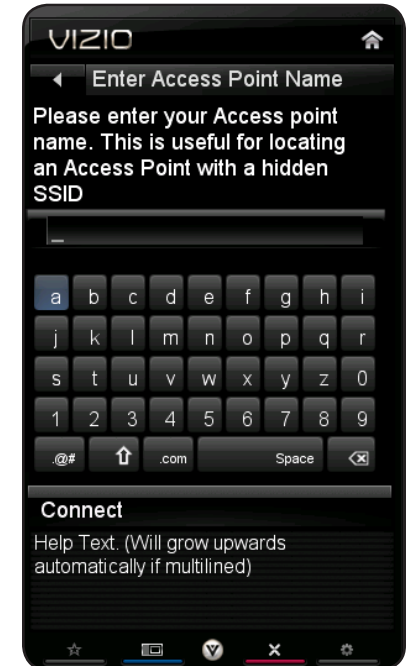 VIZIO
Enter Access Point Name
Please enter your Access point
name. This is useful for locating
an Access Point with a hidden
SSID
_
a b c d e f g h i
j k l m n o p q r
s t u v w x y z 0
1 2 3 4 5 6 7 8 9
.@# .com Space
Connect
Help Text. (Will grow upwards
automatically if multilined)
V